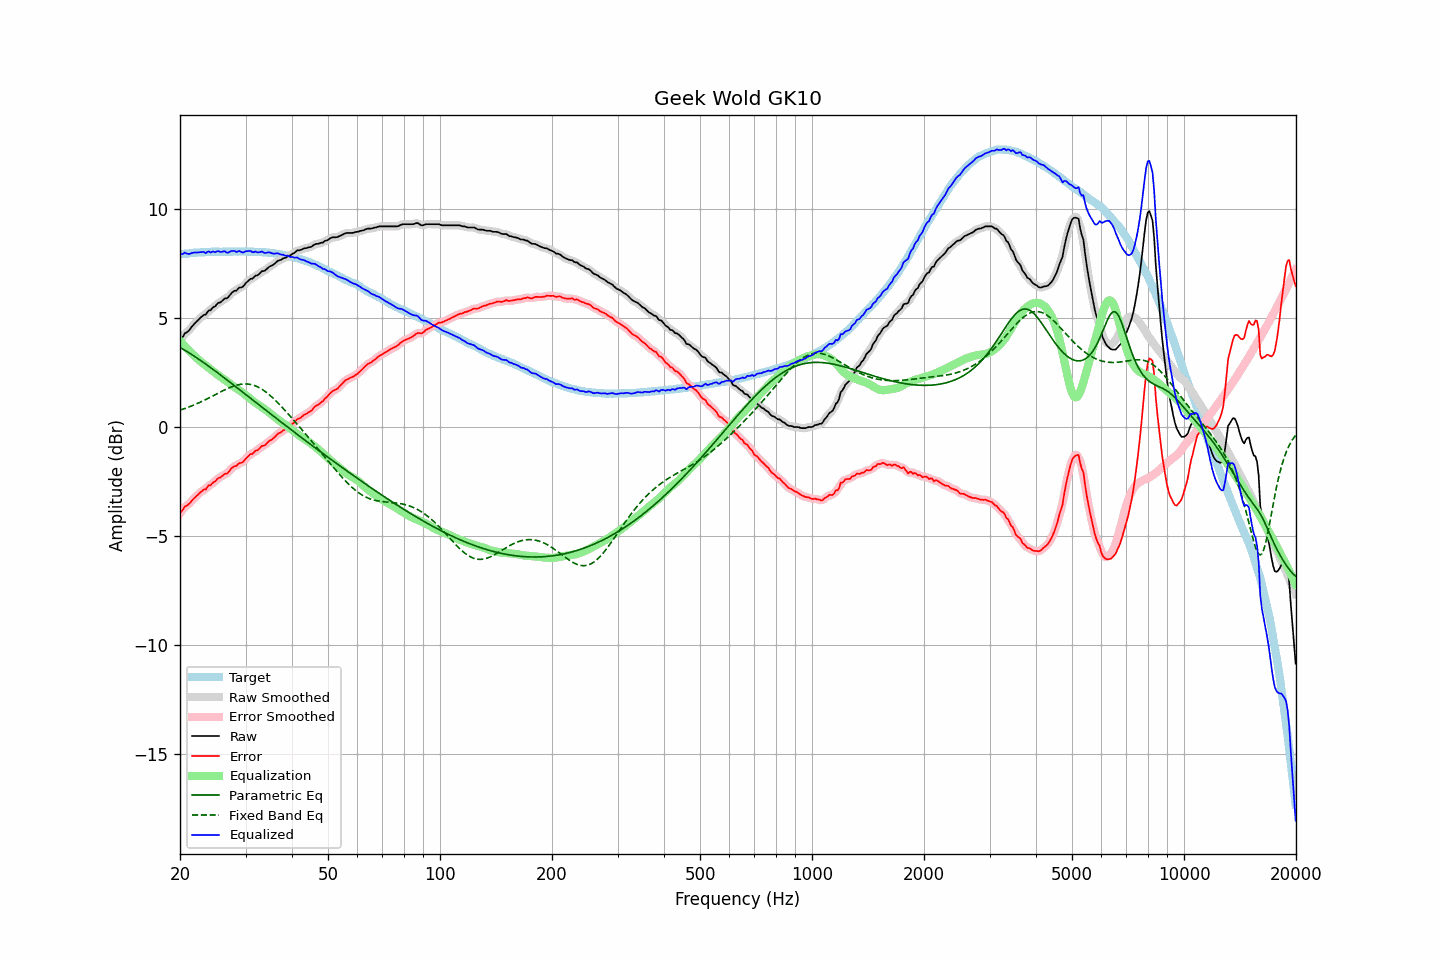 Geek Wold GK10
Amplitude (dBr)
10
5
0
−5
−10
−15
Target
Raw Smoothed
Error Smoothed
Raw
Error
Equalization
Parametric Eq
Fixed Band Eq
Equalized
20 50 100 200 500 1000 2000 5000 10000 20000
Frequency (Hz)